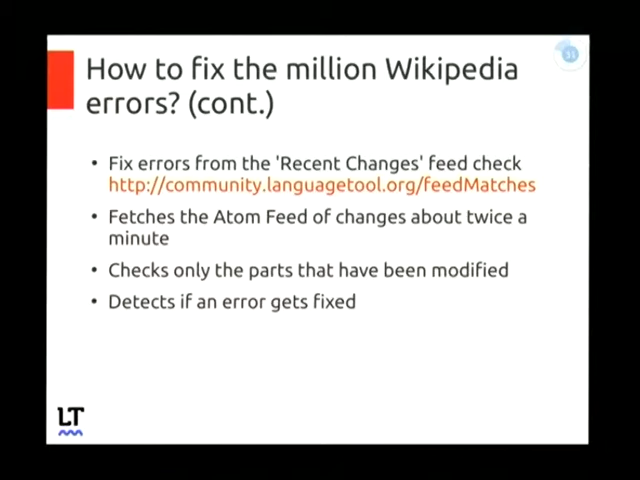 How to fix the million Wikipedia
errors? (cont.)
• Fix errors from the 'Recent Changes' feed check
http://community.languagetool.org/feedMatches
• Fetches the Atom Feed of changes about twice a
minute
• Checks only the parts that have been modified
• Detects if an error gets fixed
LT